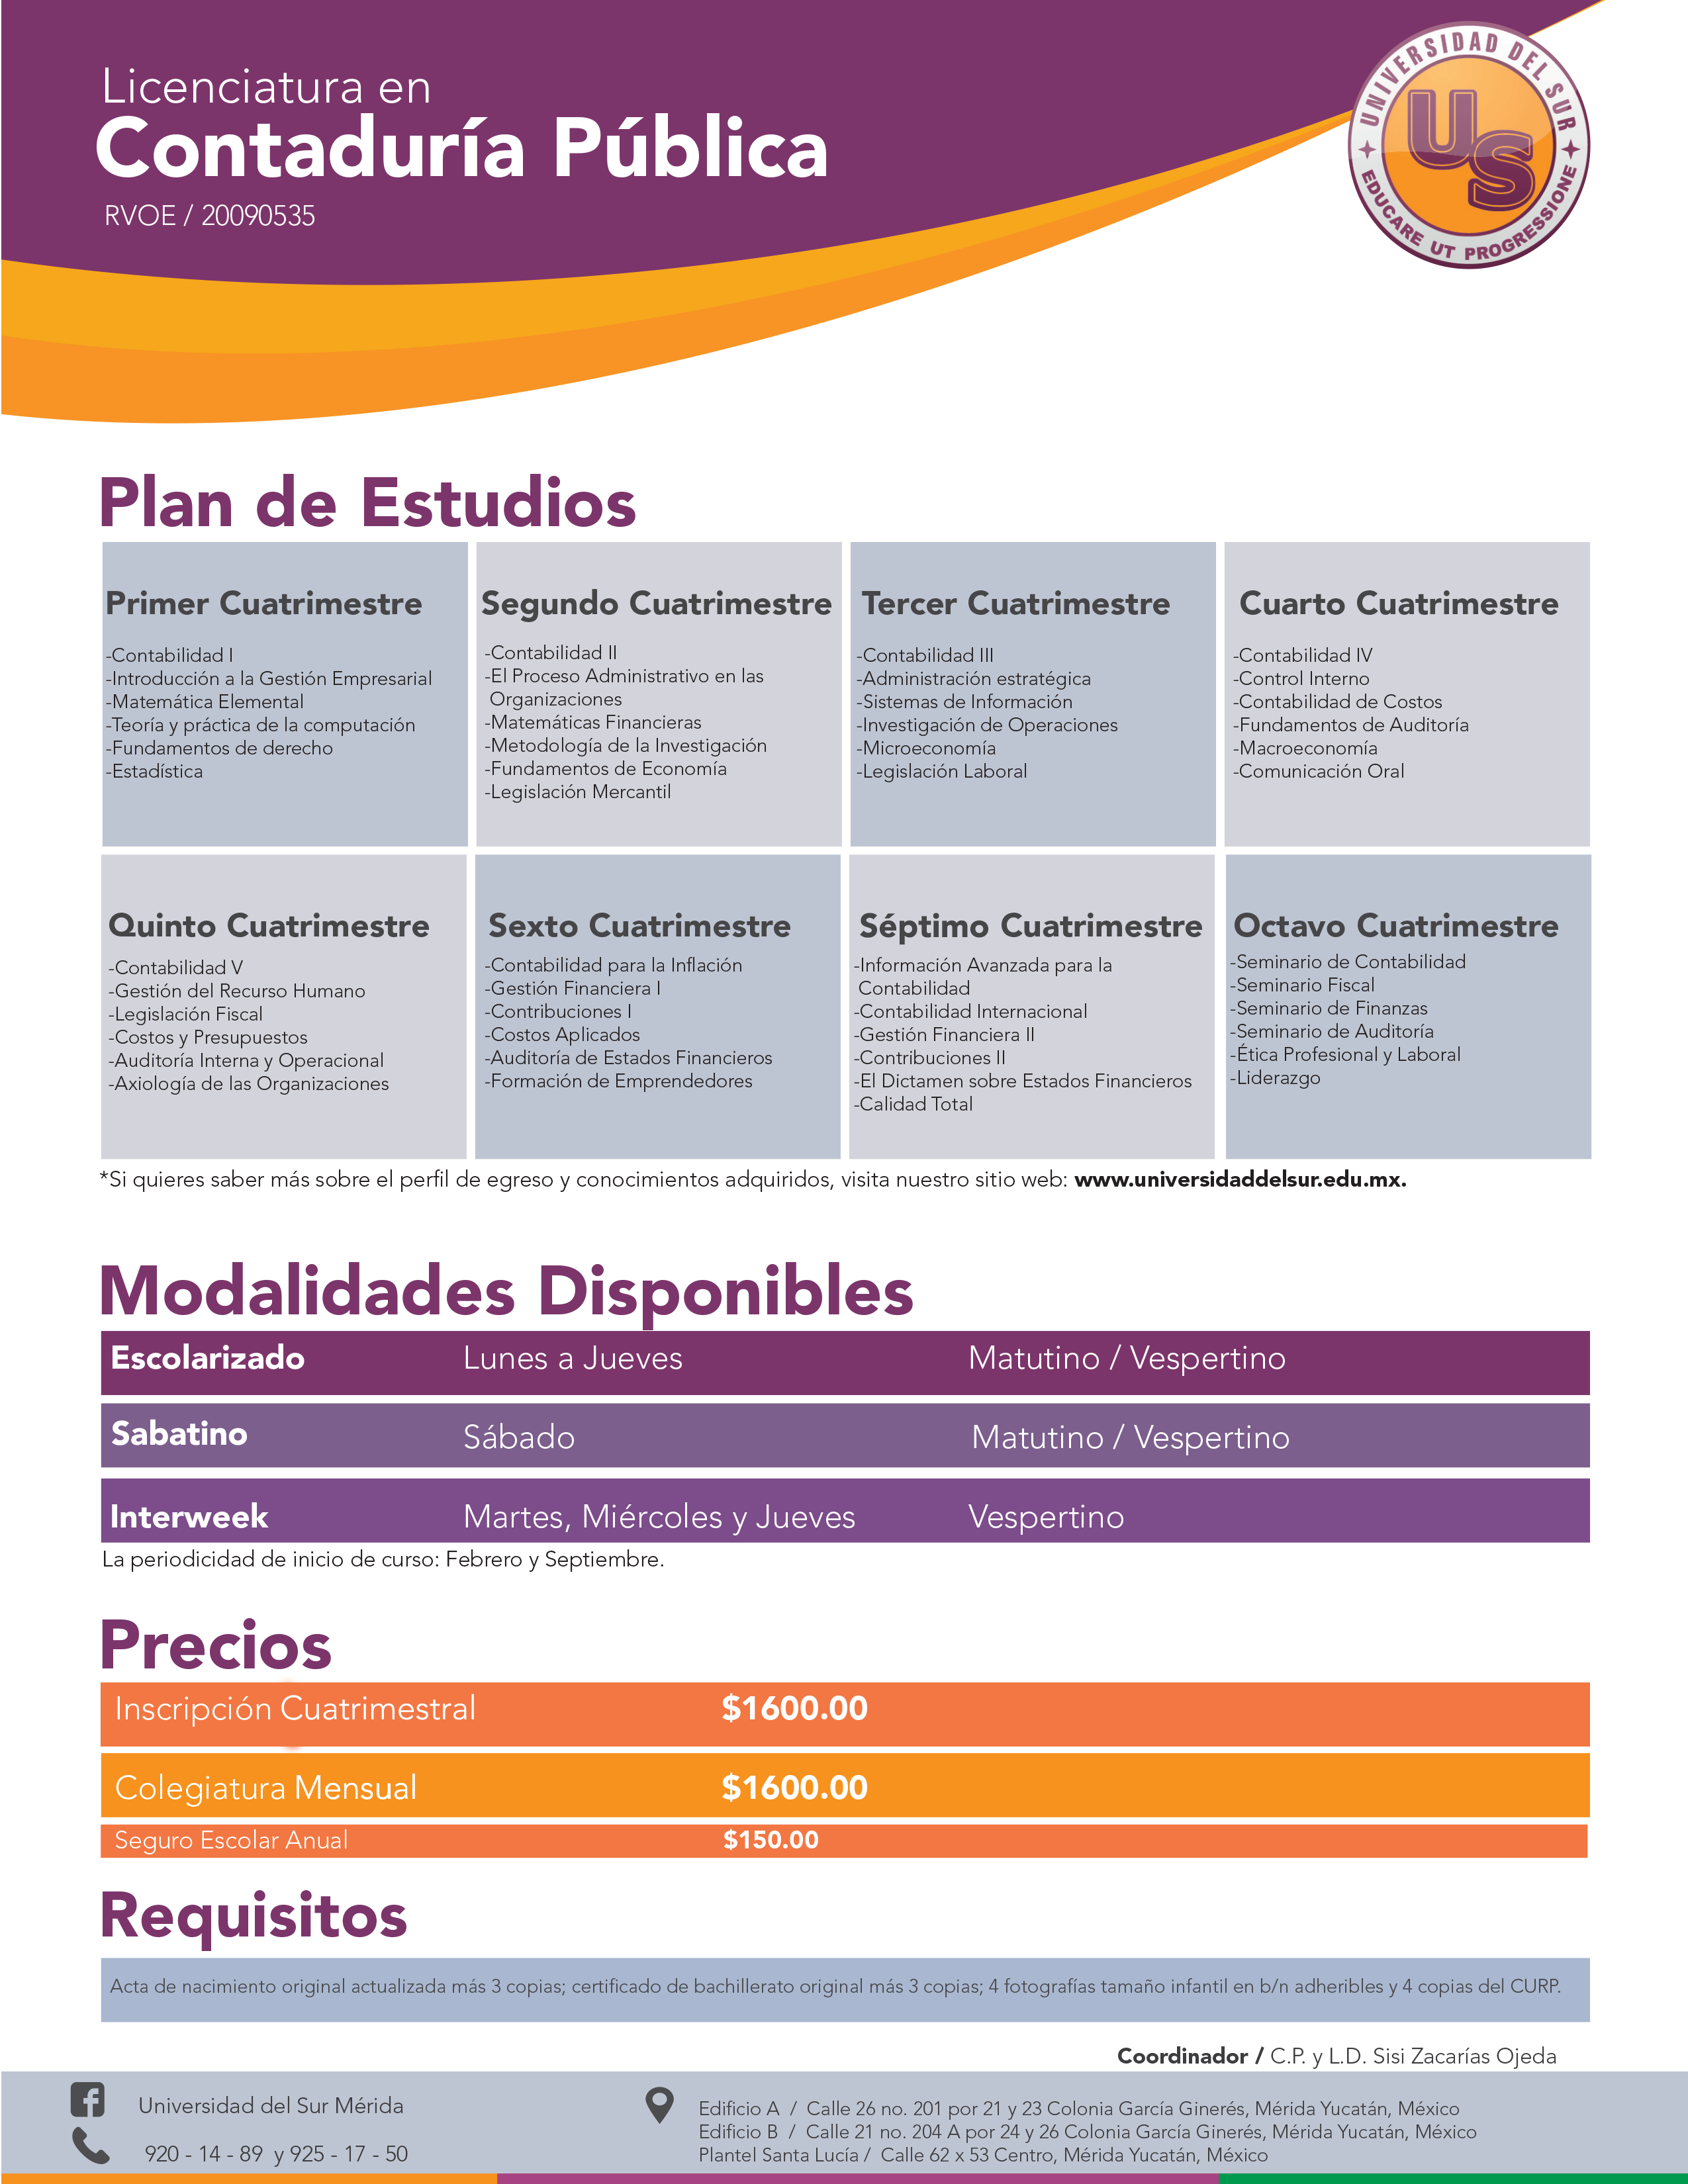 Licenciatura en
Contaduría Pública
RVOE / 20090535
UNIVERSIDAD DEL SUR
US
EDUCARE UT PROGRESSIONE
Plan de Estudios
Primer Cuatrimestre
-Contabilidad I
-Introducción a la Gestión Empresarial
-Matemática Elemental
-Teoría y práctica de la computación
-Fundamentos de derecho
-Estadística
Segundo Cuatrimestre
-Contabilidad II
-El Proceso Administrativo en las
Organizaciones
-Matemáticas Financieras
-Metodología de la Investigación
-Fundamentos de Economía
-Legislación Mercantil
Tercer Cuatrimestre
-Contabilidad III
-Administración estratégica
-Sistemas de Información
-Investigación de Operaciones
-Microeconomía
-Legislación Laboral
Cuarto Cuatrimestre
-Contabilidad IV
-Control Interno
-Contabilidad de Costos
-Fundamentos de Auditoría
-Macroeconomía
-Comunicación Oral
Quinto Cuatrimestre
-Contabilidad V
-Gestión del Recurso Humano
-Legislación Fiscal
-Costos y Presupuestos
-Auditoría Interna y Operacional
-Axiología de las Organizaciones
Sexto Cuatrimestre
-Contabilidad para la Inflación
-Gestión Financiera I
-Contribuciones I
-Costos Aplicados
-Auditoría de Estados Financieros
-Formación de Emprendedores
Séptimo Cuatrimestre
-Información Avanzada para la
Contabilidad
-Contabilidad Internacional
-Gestión Financiera II
-Contribuciones II
-El Dictamen sobre Estados Financieros
-Calidad Total
Octavo Cuatrimestre
-Seminario de Contabilidad
-Seminario Fiscal
-Seminario de Finanzas
-Seminario de Auditoría
-Ética Profesional y Laboral
-Liderazgo
*Si quieres saber más sobre el perfil de egreso y conocimientos adquiridos, visita nuestro sitio web: www.universidaddelsur.edu.mx.
Modalidades Disponibles
Escolarizado Lunes a Jueves Matutino / Vespertino
Sabatino Sábado Matutino / Vespertino
Interweek Martes, Miércoles y Jueves Vespertino
La periodicidad de inicio de curso: Febrero y Septiembre.
Precios
Inscripción Cuatrimestral $1600.00
Colegiatura Mensual $1600.00
Seguro Escolar Anual $150.00
Requisitos
Acta de nacimiento original actualizada más 3 copias; certificado de bachillerato original más 3 copias; 4 fotografías tamaño infantil en b/n adheribles y 4 copias del CURP.
Coordinador / C.P. y L.D. Sisi Zacarías Ojeda
Universidad del Sur Mérida
920 - 14 - 89 y 925 - 17 - 50
Edificio A / Calle 26 no. 201 por 21 y 23 Colonia García Ginerés, Mérida Yucatán, México
Edificio B / Calle 21 no. 204 A por 24 y 26 Colonia García Ginerés, Mérida Yucatán, México
Plantel Santa Lucía / Calle 62 x 53 Centro, Mérida Yucatán, México